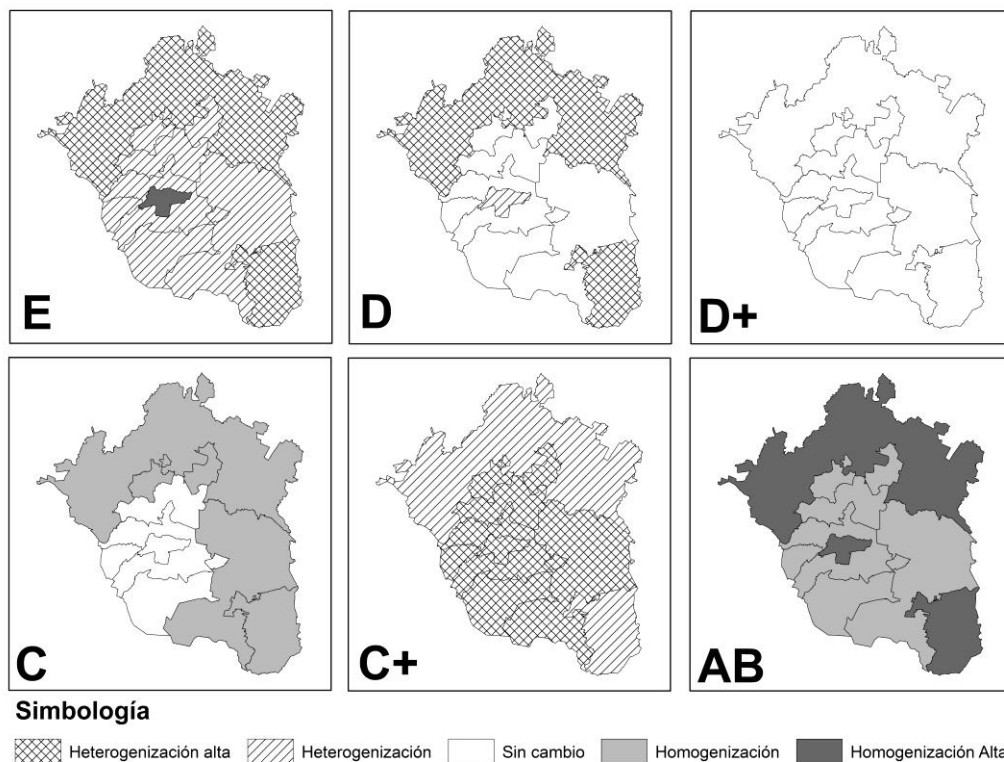 E
D
D+
C
C+
AB
Simbología
Heterogenización alta
Heterogenización
Sin cambio
Homogenización
Homogenización Alta